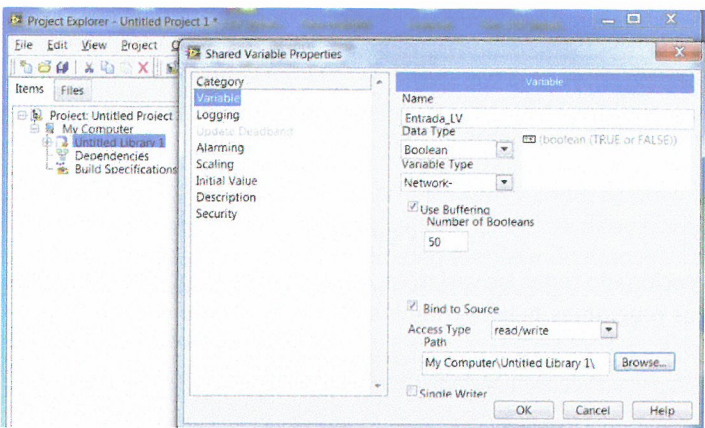 Project Explorer - Untitled Project 1 *
File Edit View Project
Items Files
Project: Untitled Project
My Computer
Untitled Library 1
Dependencies
Build Specifications
Shared Variable Properties
Category
Variable
Logging
Update Deadband
Alarming
Scaling
Initial Value
Description
Security
Variable
Name
Entrada_LV
Data Type
Boolean
(boolean (TRUE or FALSE))
Variable Type
Network-
Use Buffering
Number of Booleans
50
Bind to Source
Access Type read/write
Path
My Computer\Untitled Library 1\ Browse...
Single Writer
OK Cancel Help